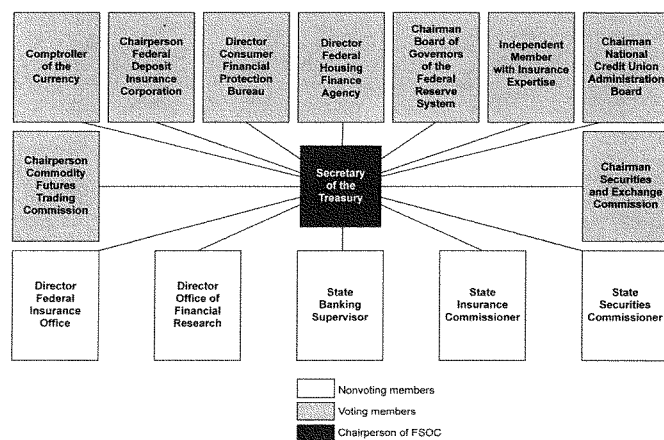 Comptroller
of the
Currency
Chairperson
Federal
Deposit
Insurance
Corporation
Director
Consumer
Financial
Protection
Bureau
Director
Federal
Housing
Finance
Agency
Chairman
Board of
Governors
of the
Federal
Reserve
System
Independent
Member
with Insurance
Expertise
Chairman
National
Credit Union
Administration
Board
Chairperson
Commodity
Futures
Trading
Commission
Secretary
of the
Treasury
Chairman
Securities
and Exchange
Commission
Director
Federal
Insurance
Office
Director
Office of
Financial
Research
State
Banking
Supervisor
State
Insurance
Commissioner
State
Securities
Commissioner
Nonvoting members
Voting members
Chairperson of FSOC